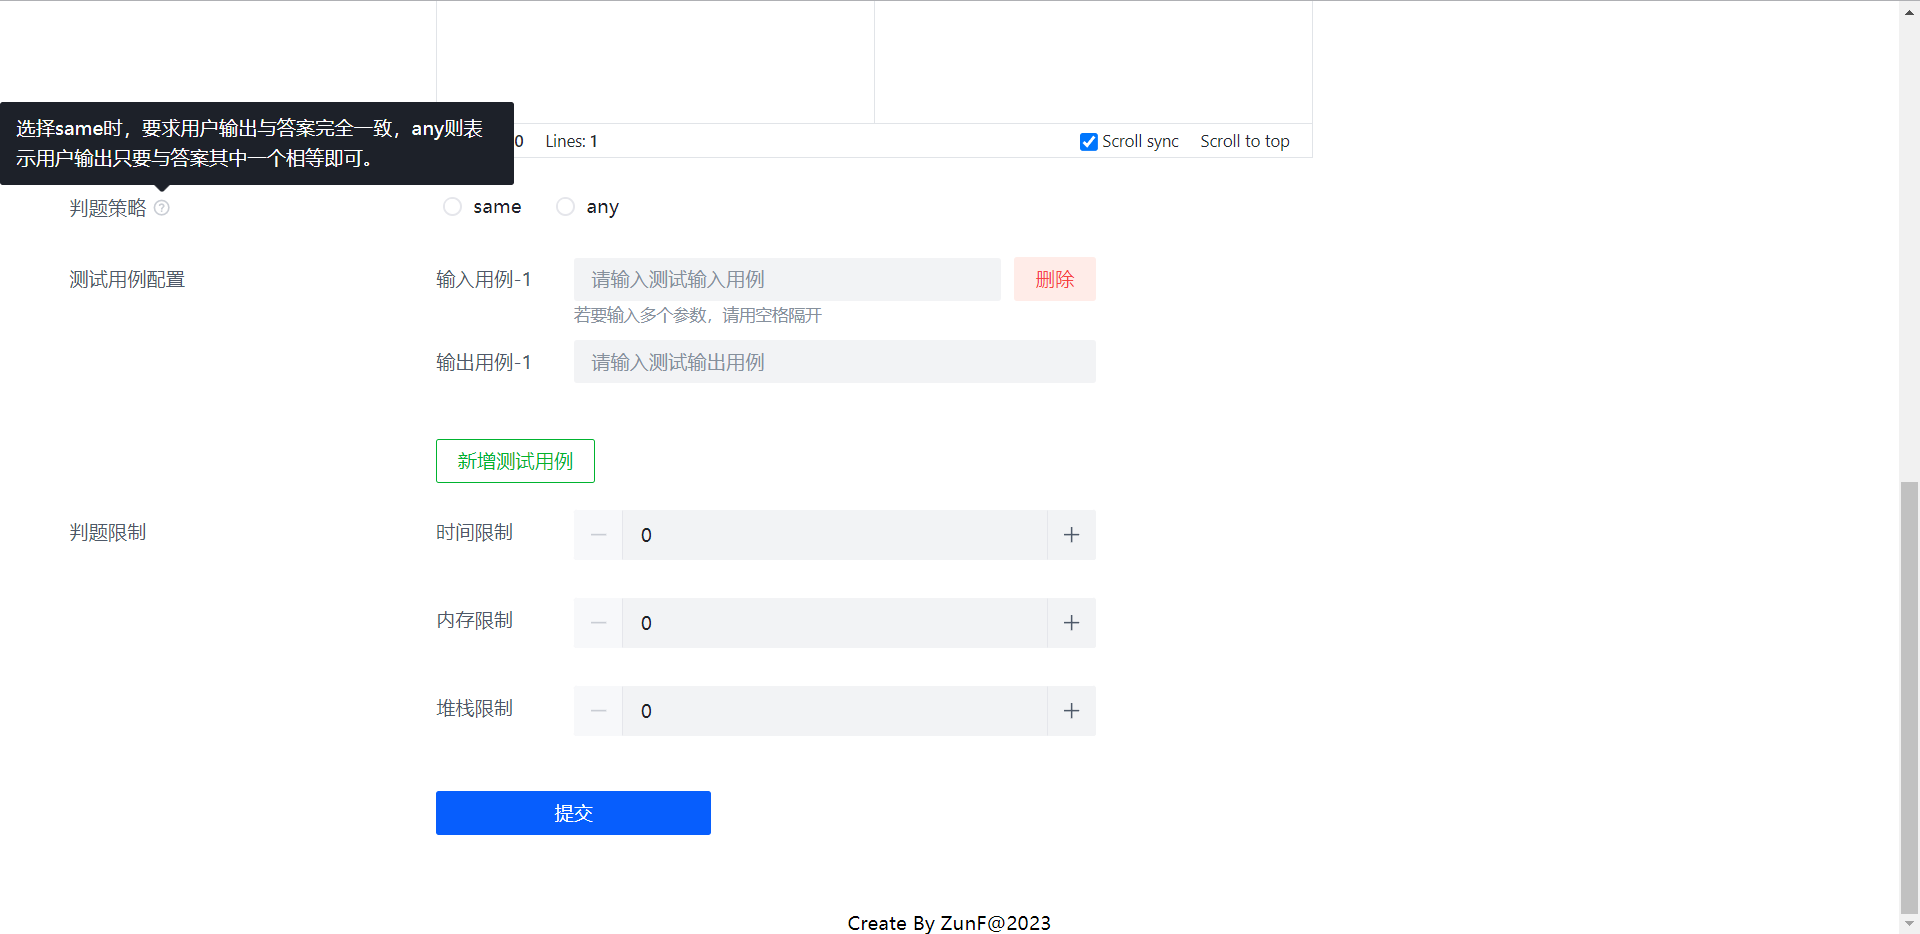 选择same时，要求用户输出与答案完全一致，any则表
示用户输出只要与答案其中一个相等即可。
0 Lines: 1 Scroll sync Scroll to top
判题策略 same any
测试用例配置 输入用例-1 请输入测试输入用例 删除
若要输入多个参数，请用空格隔开
输出用例-1 请输入测试输出用例
新增测试用例
判题限制 时间限制 0
内存限制 0
堆栈限制 0
提交
Create By ZunF@2023